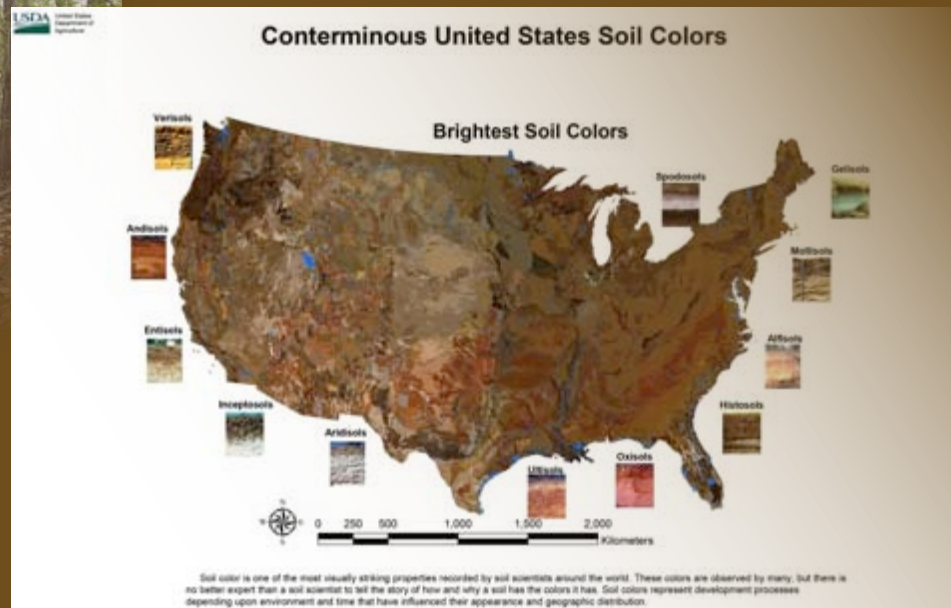 USDA
United States
Department of
Agriculture
Conterminous United States Soil Colors
Brightest Soil Colors
Verisols
Spodosols
Gelisols
Andisols
Mollisols
Entisols
Alfisols
Inceptosols
Histosols
Aridisols
Oxisols
Ultisols
0 250 500 1,000 1,500 2,000
Kilometers
Soil color is one of the most visually striking properties recorded by soil scientists around the world. These colors are observed by many, but there is
no better expert than a soil scientist to tell the story of how and why a soil has the colors it has. Soil colors represent development processes
depending upon environment and time that have influenced their appearance and geographic distribution.